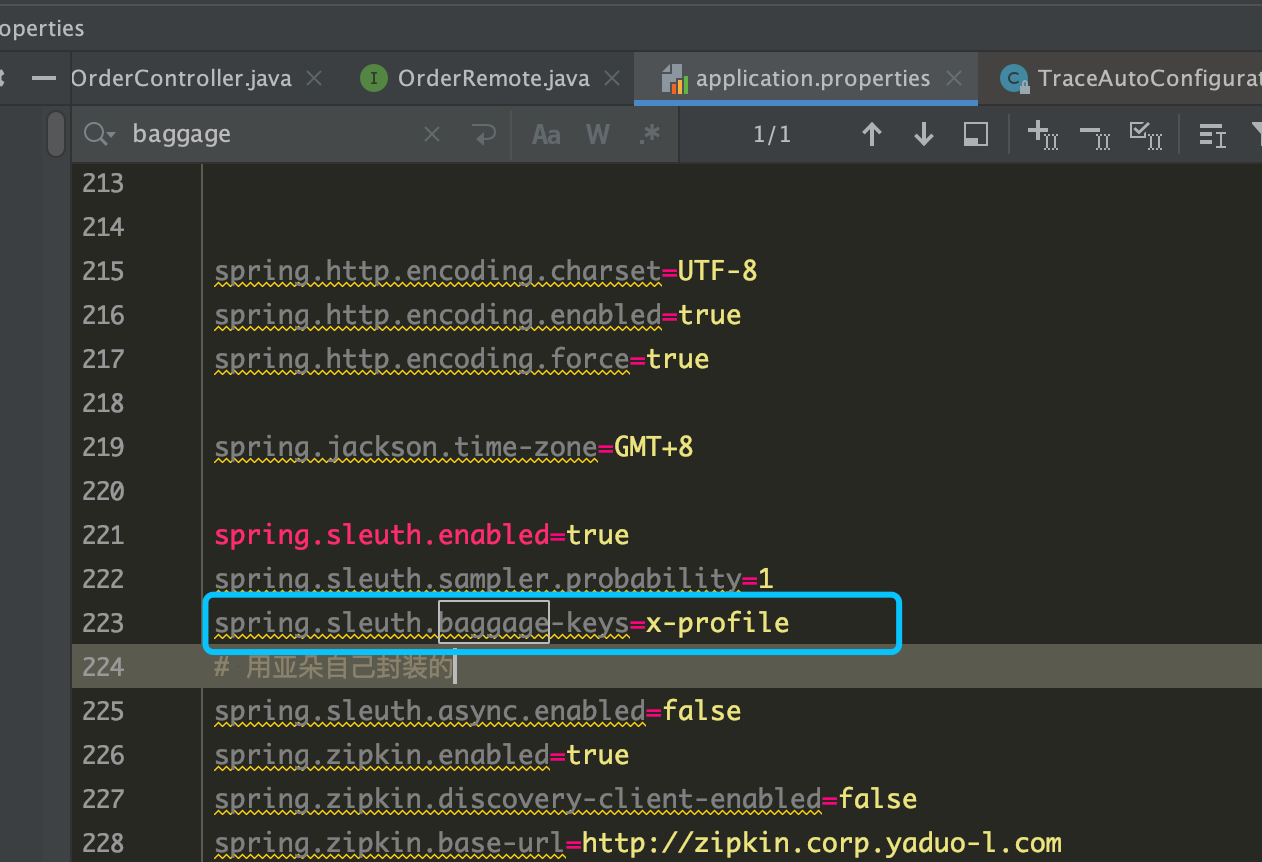 operties
OrderController.java
I OrderRemote.java
application.properties
C TraceAutoConfigurat
baggage
Aa W .*
1/1
213
214
215 spring.http.encoding.charset=UTF-8
216 spring.http.encoding.enabled=true
217 spring.http.encoding.force=true
218
219 spring.jackson.time-zone=GMT+8
220
221 spring.sleuth.enabled=true
222 spring.sleuth.sampler.probability=1
223 spring.sleuth.baggage-keys=x-profile
224 # 用亚朵自己封装的
225 spring.sleuth.async.enabled=false
226 spring.zipkin.enabled=true
227 spring.zipkin.discovery-client-enabled=false
228 spring.zipkin.base-url=http://zipkin.corp.yaduo-l.com